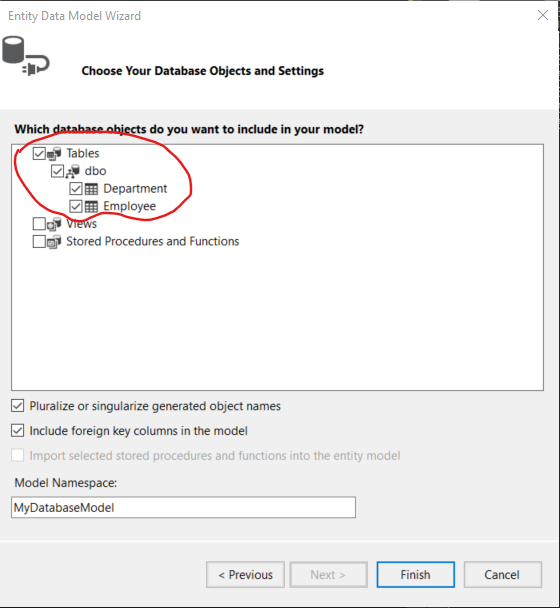 Entity Data Model Wizard
Choose Your Database Objects and Settings
Which database objects do you want to include in your model?
Tables
dbo
Department
Employee
Views
Stored Procedures and Functions
Pluralize or singularize generated object names
Include foreign key columns in the model
Import selected stored procedures and functions into the entity model
Model Namespace:
MyDatabaseModel
< Previous
Next >
Finish
Cancel